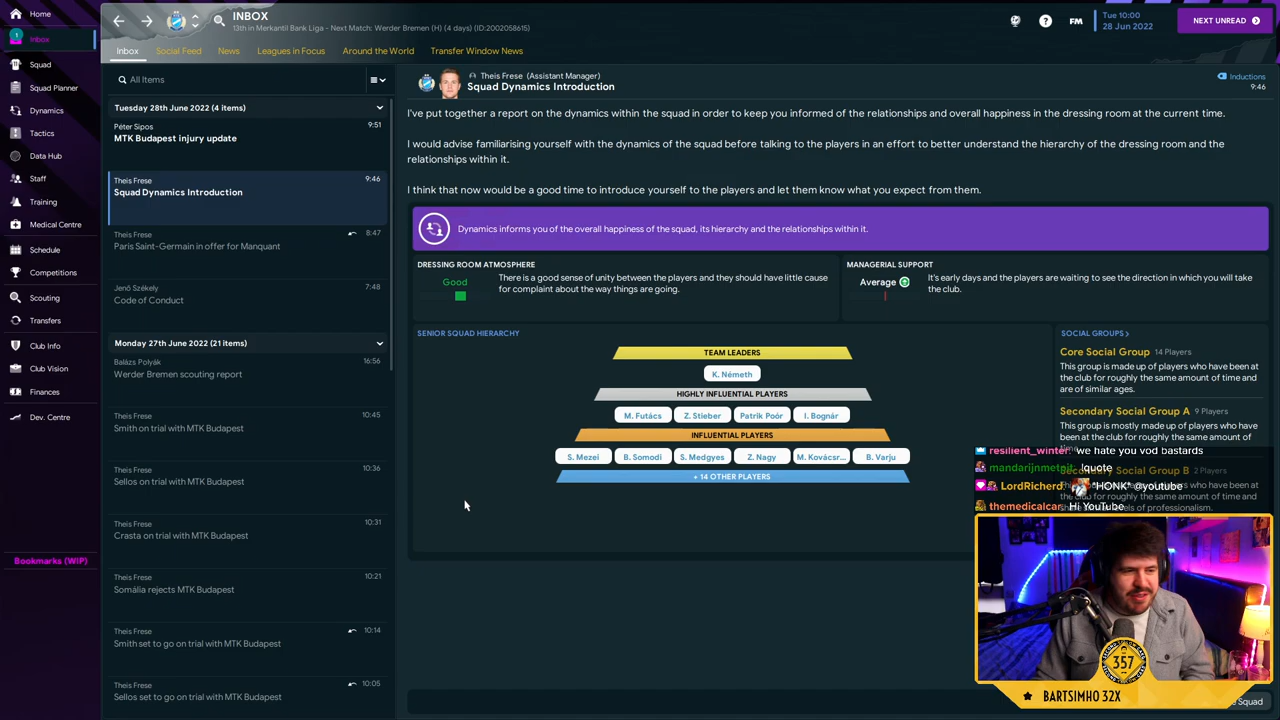 Home
Inbox
1
Squad
Squad Planner
Dynamics
Tactics
Data Hub
Staff
Training
Medical Centre
Schedule
Competitions
Scouting
Transfers
Club Info
Club Vision
Finances
Dev. Centre
Bookmarks (WIP)
INBOX
13th in Merkantil Bank Liga - Next Match: Werder Bremen (H) (4 days) (ID:2002058615)
FM
Tue 10:00
28 Jun 2022
NEXT UNREAD
Inbox
Social Feed
News
Leagues in Focus
Around the World
Transfer Window News
All Items
Tuesday 28th June 2022 (4 items)
Péter Sipos
9:51
MTK Budapest injury update
Theis Frese
9:46
Squad Dynamics Introduction
Theis Frese
8:47
Paris Saint-Germain in offer for Manquant
Jenő Székely
7:48
Code of Conduct
Monday 27th June 2022 (21 items)
Balázs Polyák
16:56
Werder Bremen scouting report
Theis Frese
10:45
Smith on trial with MTK Budapest
Theis Frese
10:36
Sellos on trial with MTK Budapest
Theis Frese
10:31
Crasta on trial with MTK Budapest
Theis Frese
10:21
Somália rejects MTK Budapest
Theis Frese
10:14
Smith set to go on trial with MTK Budapest
Theis Frese
10:05
Sellos set to go on trial with MTK Budapest
Theis Frese (Assistant Manager)
Squad Dynamics Introduction
Inductions
9:46
I've put together a report on the dynamics within the squad in order to keep you informed of the relationships and overall happiness in the dressing room at the current time.
I would advise familiarising yourself with the dynamics of the squad before talking to the players in an effort to better understand the hierarchy of the dressing room and the
relationships within it.
I think that now would be a good time to introduce yourself to the players and let them know what you expect from them.
Dynamics informs you of the overall happiness of the squad, its hierarchy and the relationships within it.
DRESSING ROOM ATMOSPHERE
Good
There is a good sense of unity between the players and they should have little cause
for complaint about the way things are going.
MANAGERIAL SUPPORT
Average
It's early days and the players are waiting to see the direction in which you will take
the club.
SENIOR SQUAD HIERARCHY
TEAM LEADERS
K. Németh
HIGHLY INFLUENTIAL PLAYERS
M. Futács
Z. Stieber
Patrik Poór
I. Bognár
INFLUENTIAL PLAYERS
S. Mezei
B. Somodi
S. Medgyes
Z. Nagy
M. Kovácsr...
B. Varju
+ 14 OTHER PLAYERS
SOCIAL GROUPS
Core Social Group 14 Players
This group is made up of players who have been
at the club for roughly the same amount of time and
are of similar ages.
Secondary Social Group A 9 Players
This group is mostly made up of players who have
been at the club for roughly the same amount of
time
Secondary Social Group B 2 Players
resilient_winter: we hate you vod bastards
!quote
LordRicherd: *HONK* @youtube
themedicalcan: Hi YouTube
357
BARTSIMHO 32X
Squad